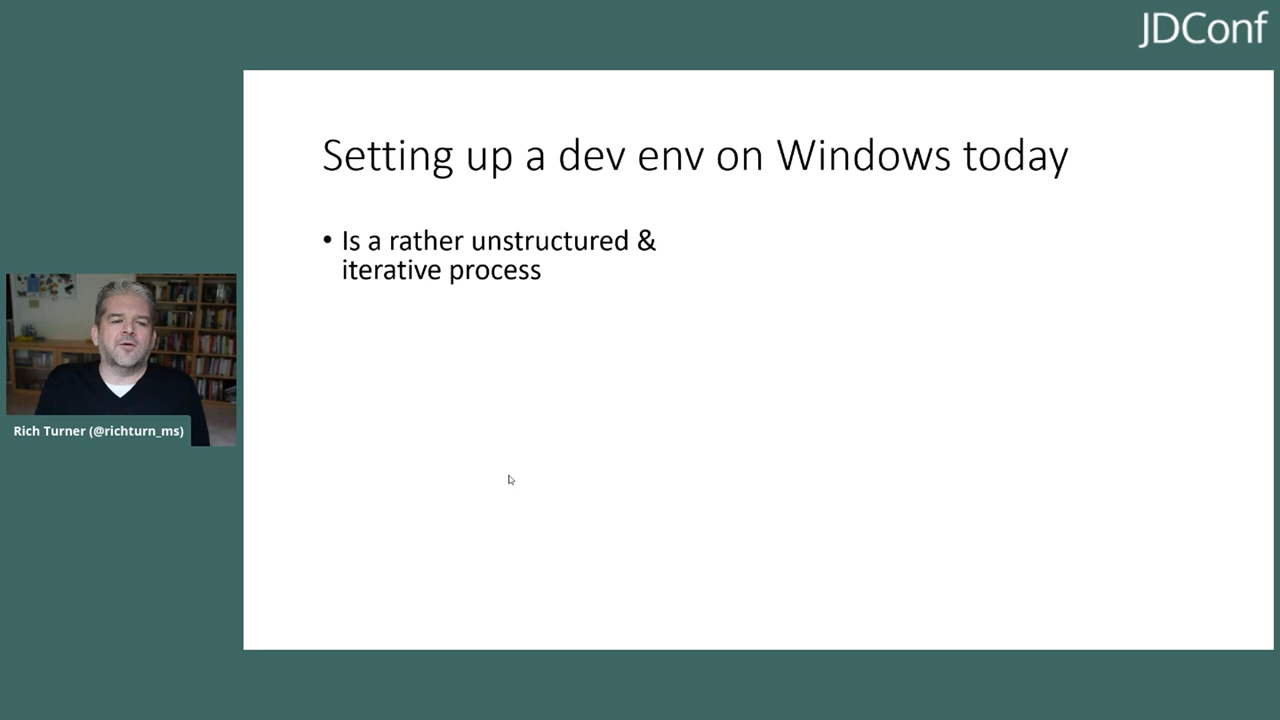 JDConf
Setting up a dev env on Windows today
• Is a rather unstructured &
iterative process
Rich Turner (@richturn_ms)